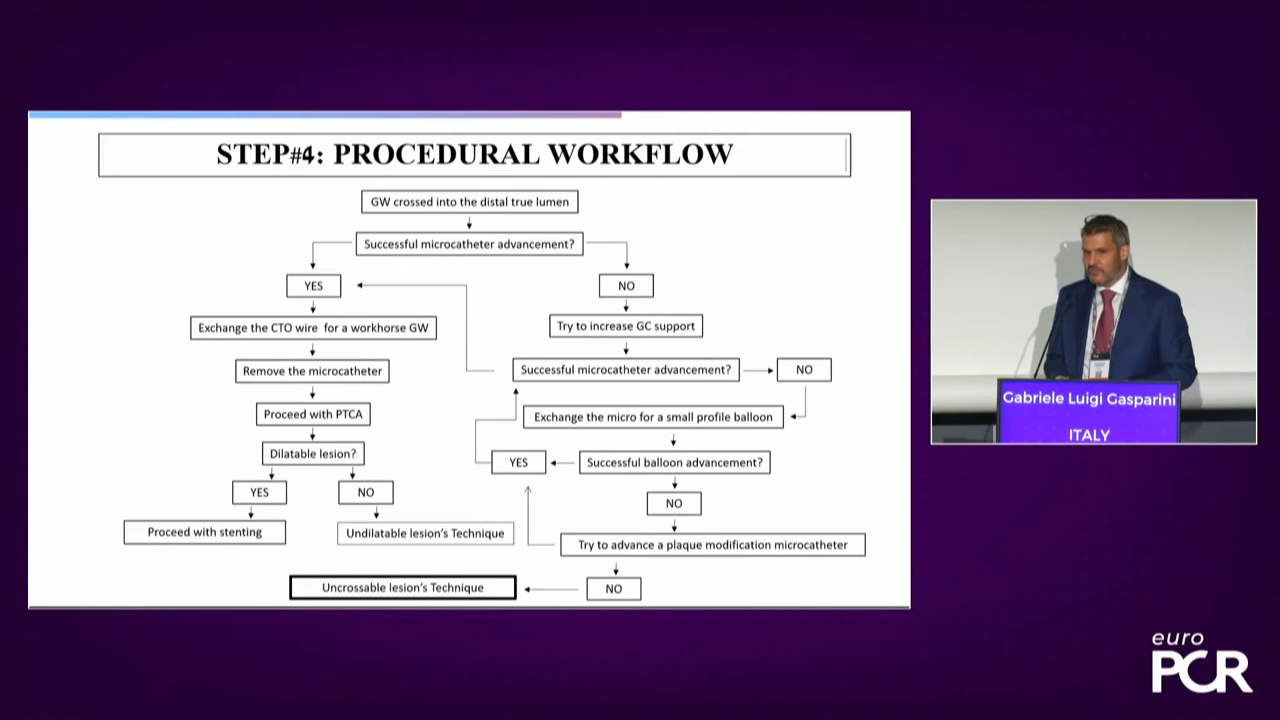 STEP#4: PROCEDURAL WORKFLOW
GW crossed into the distal true lumen
Successful microcatheter advancement?
YES
NO
Exchange the CTO wire for a workhorse GW
Try to increase GC support
Remove the microcatheter
Successful microcatheter advancement?
NO
Proceed with PTCA
Exchange the micro for a small profile balloon
Dilatable lesion?
YES
Successful balloon advancement?
YES
NO
NO
Proceed with stenting
Undilatable lesion's Technique
Try to advance a plaque modification microcatheter
Uncrossable lesion's Technique
NO
Gabriele Luigi Gasparini
ITALY
euro
PCR